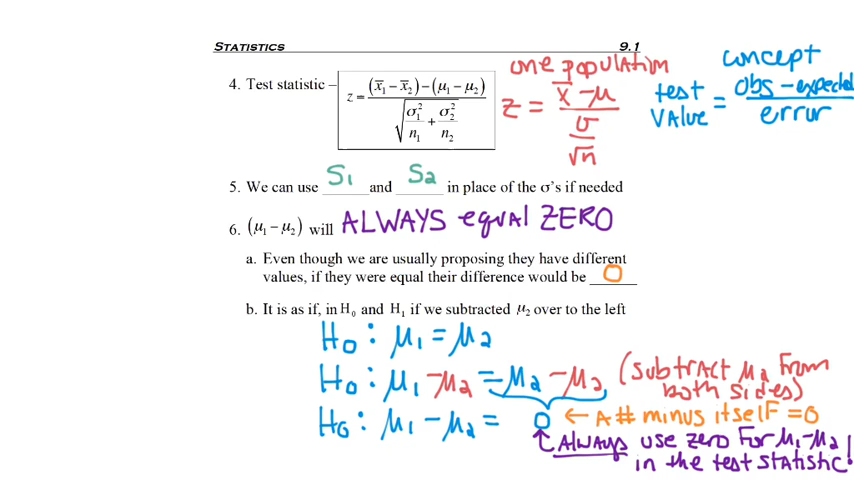 STATISTICS 9.1
4. Test statistic – z = (x̄₁ − x̄₂) − (μ₁ − μ₂) / √(σ₁²/n₁ + σ₂²/n₂)
one population
z = x̄ − μ / σ/√n
concept
test value = obs − expected / error
5. We can use S1 and S2 in place of the σ's if needed
6. (μ₁ − μ₂) will ALWAYS equal ZERO
a. Even though we are usually proposing they have different
values, if they were equal their difference would be 0
b. It is as if, in H₀ and H₁ if we subtracted μ₂ over to the left
H₀ : μ₁ = μ₂
H₀ : μ₁ − μ₂ = μ₂ − μ₂ (subtract μ₂ from
both sides)
H₀ : μ₁ − μ₂ = 0 ← A # minus itself = 0
ALWAYS use zero for μ₁ − μ₂
in the test statistic!